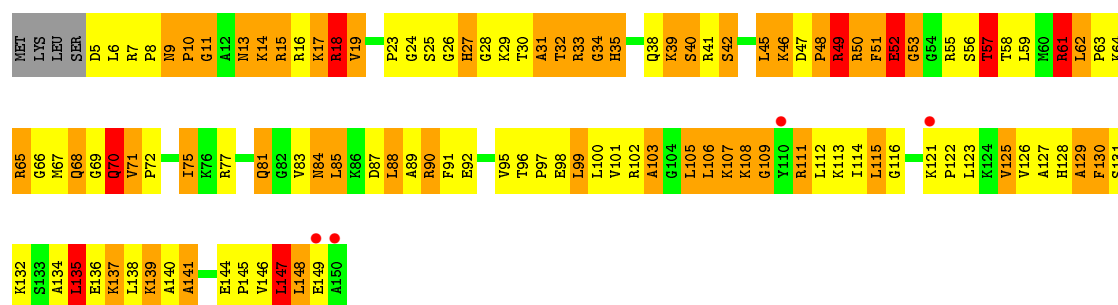 MET LYS LEU SER D5 L6 R7 P8 N9 P10 G11 A12 N13 K14 R15 R16 K17 R18 V19 P23 G24 S25 G26 H27 G28 K29 T30 A31 T32 R33 G34 H35 Q38 K39 S40 R41 S42 L45 K46 D47 P48 R49 R50 F51 E52 G53 G54 R55 S56 T57 T58 L59 M60 R61 L62 P63 K64
R65 G66 M67 Q68 G69 Q70 V71 P72 I75 K76 R77 Q81 G82 V83 N84 L85 K86 D87 L88 A89 R90 F91 E92 V95 T96 P97 E98 L99 L100 V101 R102 A103 G104 L105 L106 K107 K108 G109 Y110 R111 L112 K113 I114 L115 G116 K121 P122 L123 K124 V125 V126 A127 H128 A129 F130 S131
K132 S133 A134 L135 E136 K137 L138 K139 A140 A141 E144 P145 V146 L147 L148 E149 A150